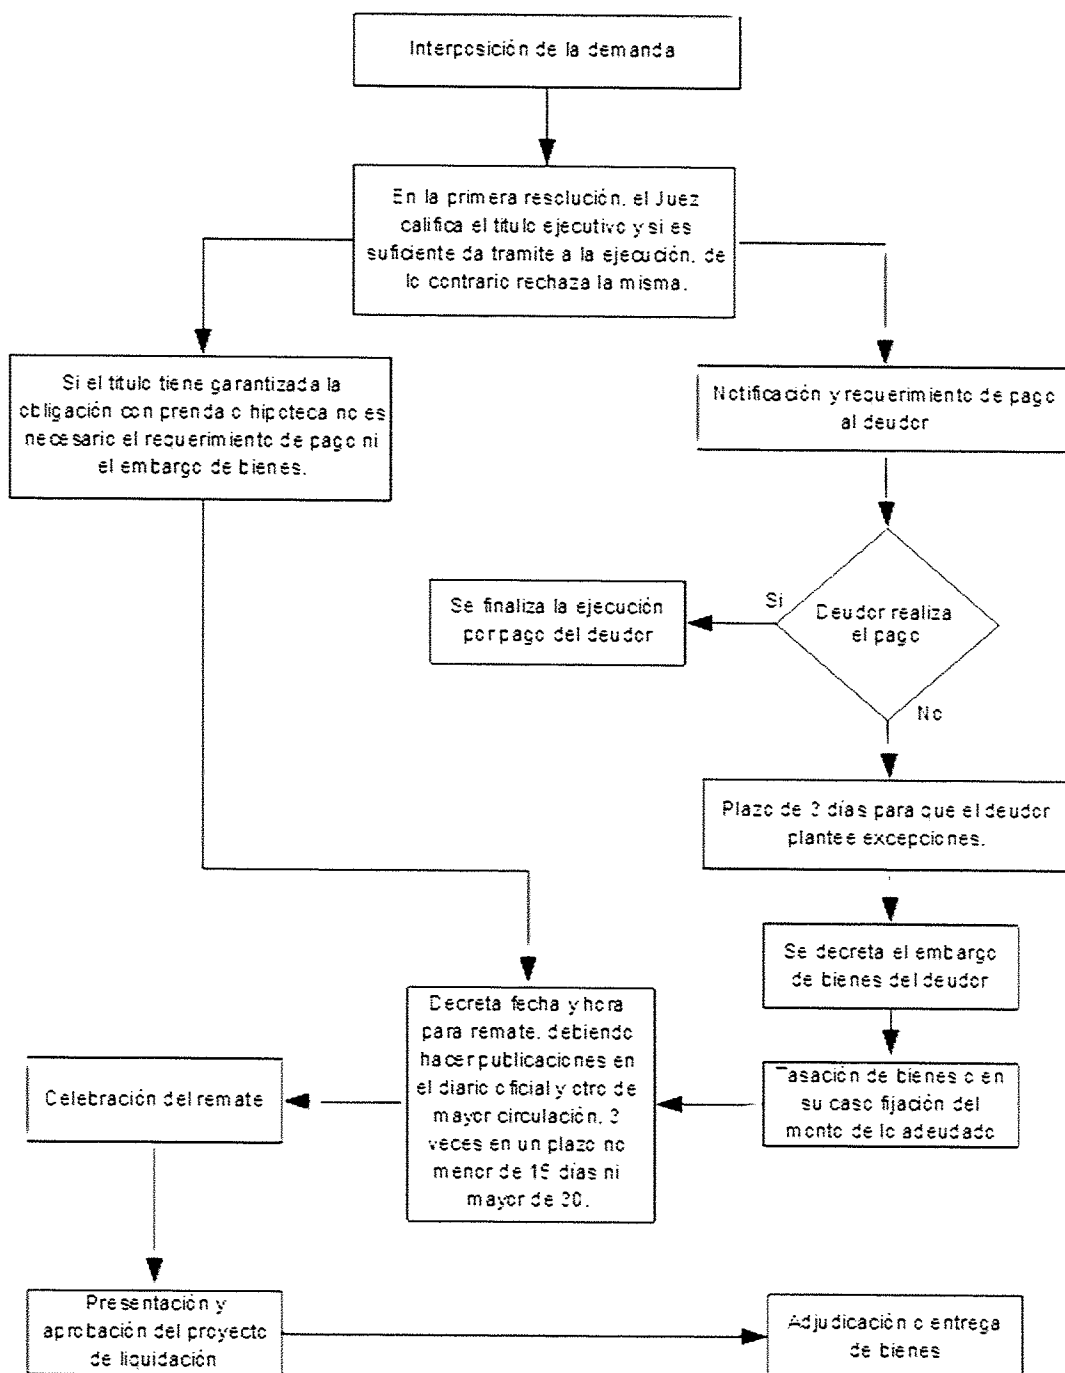 Interposición de la demanda
En la primera resolución, el Juez
califica el titulo ejecutivo y si es
suficiente da tramite a la ejecución, de
lo contrario rechaza la misma.
Si el titulo tiene garantizada la
obligación con prenda o hipoteca no es
necesario el requerimiento de pago ni
el embargo de bienes.
Notificación y requerimiento de pago
al deudor
Deudor realiza
el pago
Si
Se finaliza la ejecución
por pago del deudor
No
Plazo de 3 días para que el deudor
plantee excepciones.
Se decreta el embargo
de bienes del deudor
Tasación de bienes o en
su caso fijación del
monto de lo adeudado
Decreta fecha y hora
para remate, debiendo
hacer publicaciones en
el diario oficial y otro de
mayor circulación, 3
veces en un plazo no
menor de 15 días ni
mayor de 30.
Celebración del remate
Presentación y
aprobación del proyecto
de liquidación
Adjudicación o entrega
de bienes